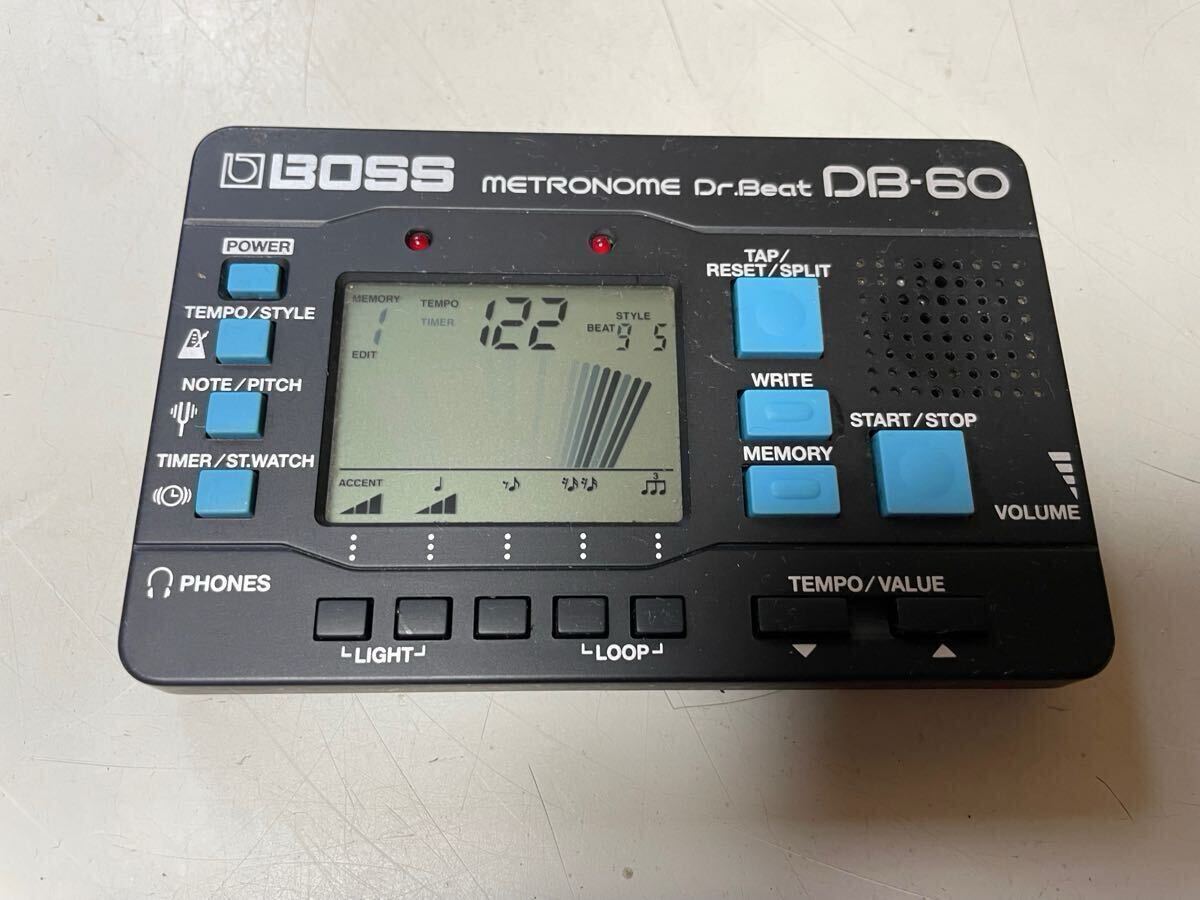 BOSS METRONOME Dr.Beat DB-60
POWER
TEMPO/STYLE
NOTE/PITCH
TIMER/ST.WATCH
PHONES
MEMORY
1
EDIT
TEMPO
TIMER
122
STYLE
BEAT 9 5
ACCENT
3
LIGHT
LOOP
TAP/
RESET/SPLIT
WRITE
MEMORY
START/STOP
VOLUME
TEMPO/VALUE